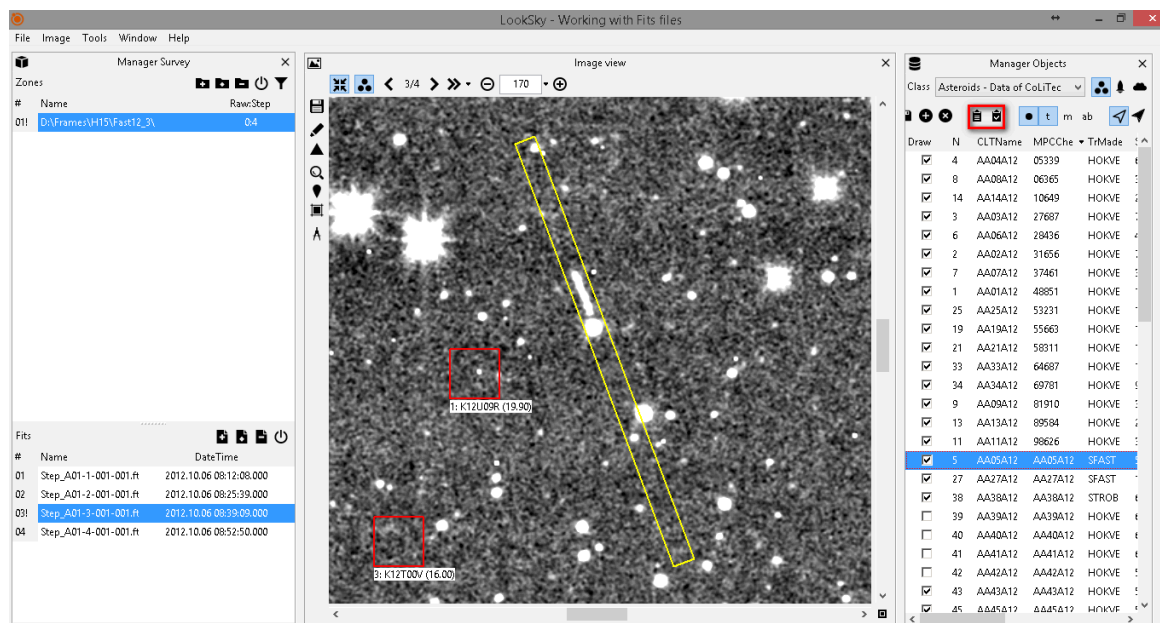 LookSky - Working with Fits files
File Image Tools Window Help
Manager Survey
Zones
# Name Raw:Step
01! D:\Frames\H15\Fast12_3\ 0:4
Fits
# Name DateTime
01 Step_A01-1-001-001.ft 2012.10.06 08:12:08.000
02 Step_A01-2-001-001.ft 2012.10.06 08:25:39.000
03! Step_A01-3-001-001.ft 2012.10.06 08:39:09.000
04 Step_A01-4-001-001.ft 2012.10.06 08:52:50.000
Image view
3/4 170
1: K12U09R (19.90)
3: K12T00V (16.00)
Manager Objects
Class Asteroids - Data of CoLiTec
t m ab
Draw N CLTName MPCChe TrMade
4 AA04A12 05339 HOKVE
8 AA08A12 06365 HOKVE
14 AA14A12 10649 HOKVE
3 AA03A12 27687 HOKVE
6 AA06A12 28436 HOKVE
2 AA02A12 31656 HOKVE
7 AA07A12 37461 HOKVE
1 AA01A12 48851 HOKVE
25 AA25A12 53231 HOKVE
19 AA19A12 55663 HOKVE
21 AA21A12 58311 HOKVE
33 AA33A12 64687 HOKVE
34 AA34A12 69781 HOKVE
9 AA09A12 81910 HOKVE
13 AA13A12 89584 HOKVE
11 AA11A12 98626 HOKVE
5 AA05A12 AA05A12 SFAST
27 AA27A12 AA27A12 SFAST
38 AA38A12 AA38A12 STROB
39 AA39A12 AA39A12 HOKVE
40 AA40A12 AA40A12 HOKVE
41 AA41A12 AA41A12 HOKVE
42 AA42A12 AA42A12 HOKVE
43 AA43A12 AA43A12 HOKVE
45 AA45A12 AA45A12 HOKVE